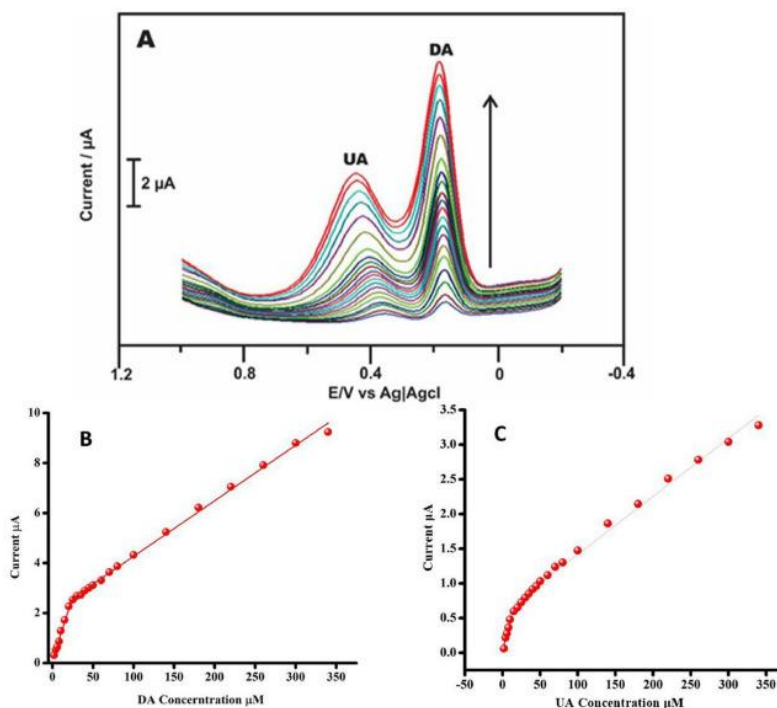 A
DA
UA
2 µA
Current / µA
1.2 0.8 0.4 0 -0.4
E/V vs Ag|Agcl
B
10
8
6
4
2
0
Current µA
0 50 100 150 200 250 300 350
DA Concerntration µM
C
3.5
3.0
2.5
2.0
1.5
1.0
0.5
0.0
Current µA
-50 0 50 100 150 200 250 300 350
UA Concentration µM